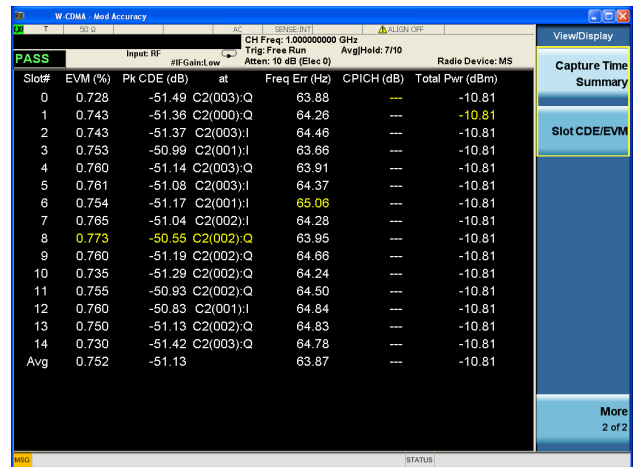 W-CDMA - Mod Accuracy
T 50 Ω AC SENSE:INT ALIGN OFF
CH Freq: 1.000000000 GHz
Input: RF Trig: Free Run Avg|Hold: 7/10
PASS #IFGain:Low Atten: 10 dB (Elec 0) Radio Device: MS
Slot# EVM (%) Pk CDE (dB) at Freq Err (Hz) CPICH (dB) Total Pwr (dBm)
0 0.728 -51.49 C2(003):Q 63.88 --- -10.81
1 0.743 -51.36 C2(000):Q 64.26 --- -10.81
2 0.743 -51.37 C2(003):I 64.46 --- -10.81
3 0.753 -50.99 C2(001):I 63.66 --- -10.81
4 0.760 -51.14 C2(003):Q 63.91 --- -10.81
5 0.761 -51.08 C2(003):I 64.37 --- -10.81
6 0.754 -51.17 C2(001):I 65.06 --- -10.81
7 0.765 -51.04 C2(002):I 64.28 --- -10.81
8 0.773 -50.55 C2(002):Q 63.95 --- -10.81
9 0.760 -51.19 C2(002):Q 64.66 --- -10.81
10 0.735 -51.29 C2(002):Q 64.24 --- -10.81
11 0.755 -50.93 C2(002):Q 64.50 --- -10.81
12 0.760 -50.83 C2(001):I 64.84 --- -10.81
13 0.750 -51.13 C2(002):Q 64.83 --- -10.81
14 0.730 -51.42 C2(003):Q 64.78 --- -10.81
Avg 0.752 -51.13 63.87 --- -10.81
View/Display
Capture Time
Summary
Slot CDE/EVM
More
2 of 2
MSG STATUS